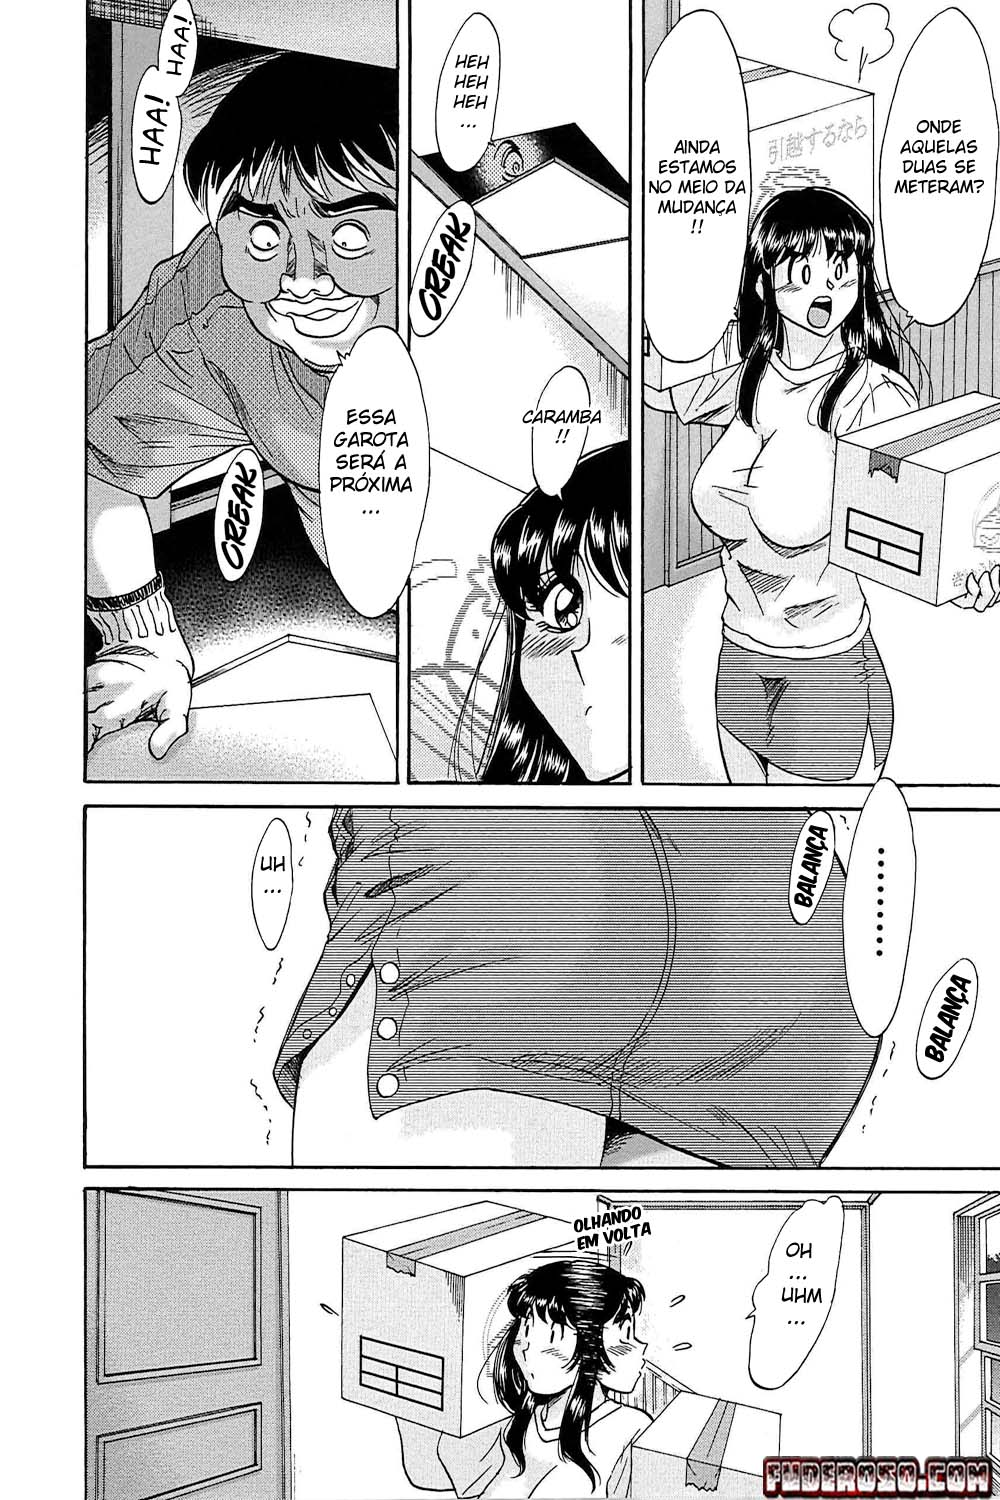 ONDE
AQUELAS
DUAS SE
METERAM?
AINDA
ESTAMOS
NO MEIO DA
MUDANÇA
!!
引越するなら
HEH
HEH
HEH
...
CREAK
CARAMBA
!!
HAA!
HAA!
ESSA
GAROTA
SERÁ A
PRÓXIMA
...
CREAK
.........
BALANÇA
BALANÇA
UH
...
OH
...
UHM
...
OLHANDO
EM VOLTA
FUDEROSO.COM